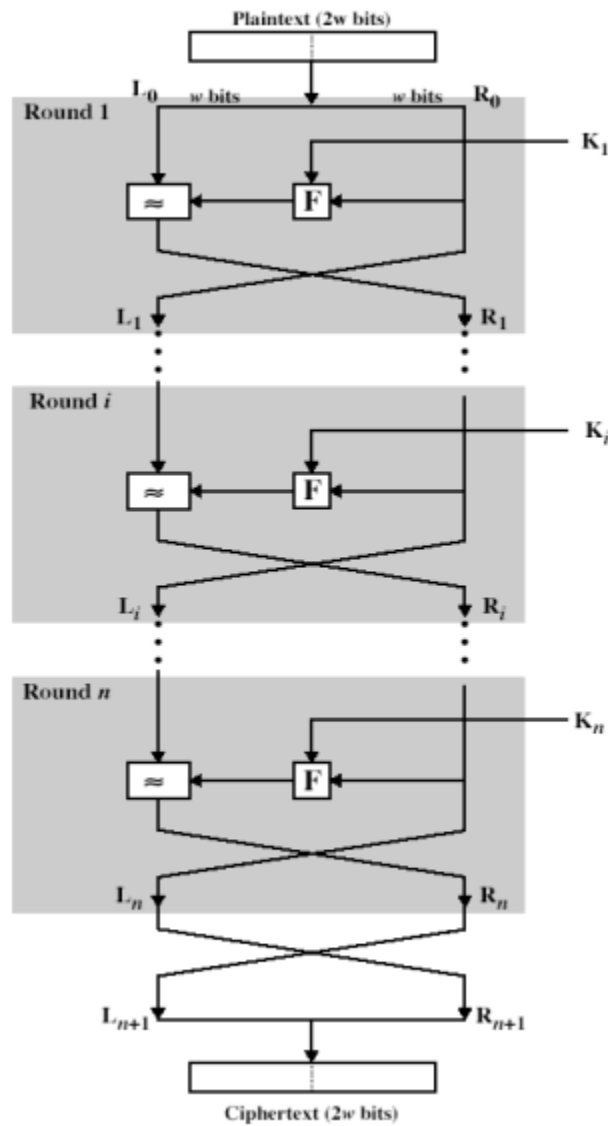 Plaintext (2w bits)
L₀ w bits w bits R₀
Round 1
K₁
≈ F
L₁ R₁
Round i
Kᵢ
≈ F
Lᵢ Rᵢ
Round n
Kₙ
≈ F
Lₙ Rₙ
Lₙ₊₁ Rₙ₊₁
Ciphertext (2w bits)